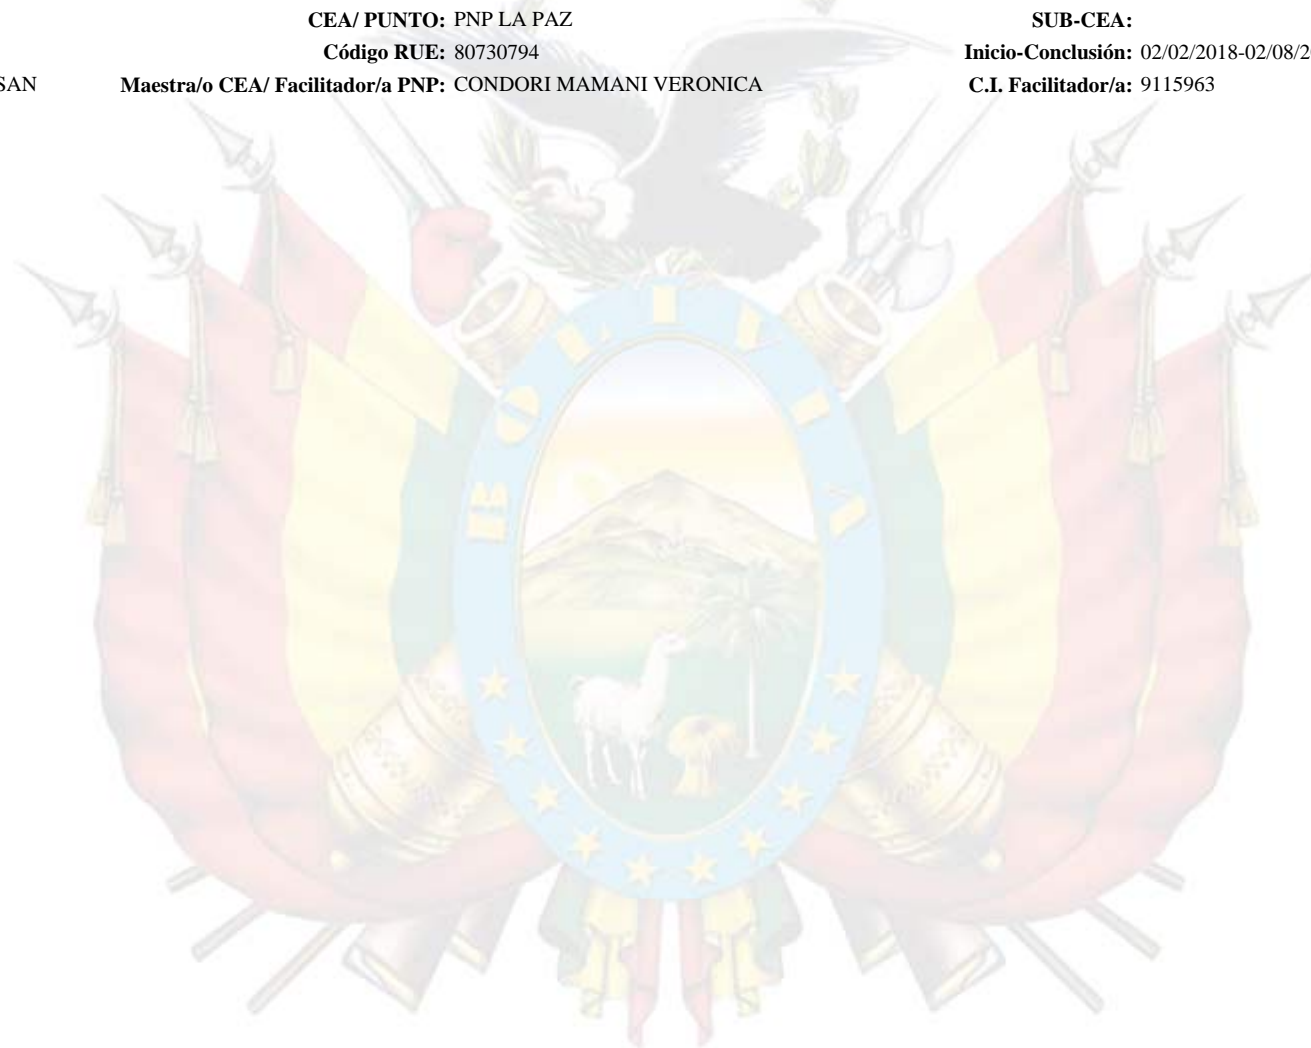 CEA/ PUNTO: PNP LA PAZ SUB-CEA:
Código RUE: 80730794 Inicio-Conclusión: 02/02/2018-02/08/2
SAN Maestra/o CEA/ Facilitador/a PNP: CONDORI MAMANI VERONICA C.I. Facilitador/a: 9115963
BOLIVIA